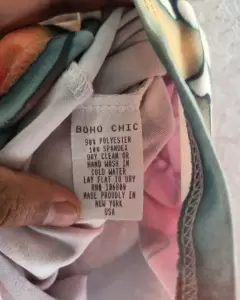 BOHO CHIC
90% POLYESTER
10% SPANDEX
DRY CLEAN OR
HAND WASH IN
COLD WATER
LAY FLAT TO DRY
MADE PROUDLY IN
NEW YORK
USA